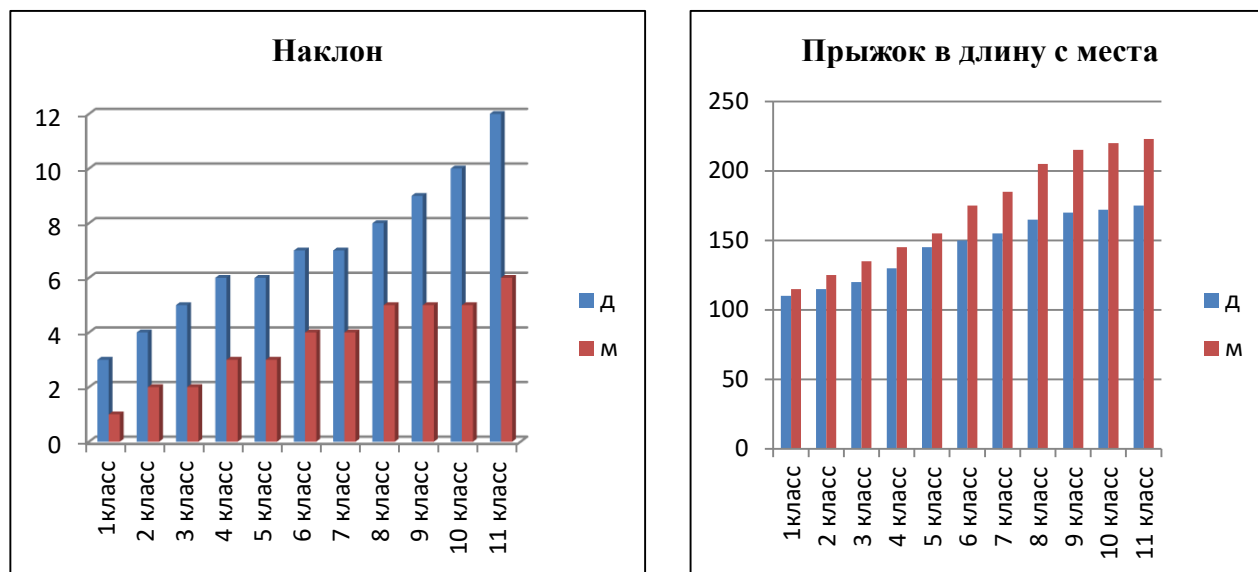 Наклон
12
10
8
6
4
2
0
1класс
2 класс
3 класс
4 класс
5 класс
6 класс
7 класс
8 класс
9 класс
10 класс
11 класс
д
м
Прыжок в длину с места
250
200
150
100
50
0
1класс
2 класс
3 класс
4 класс
5 класс
6 класс
7 класс
8 класс
9 класс
10 класс
11 класс
д
м